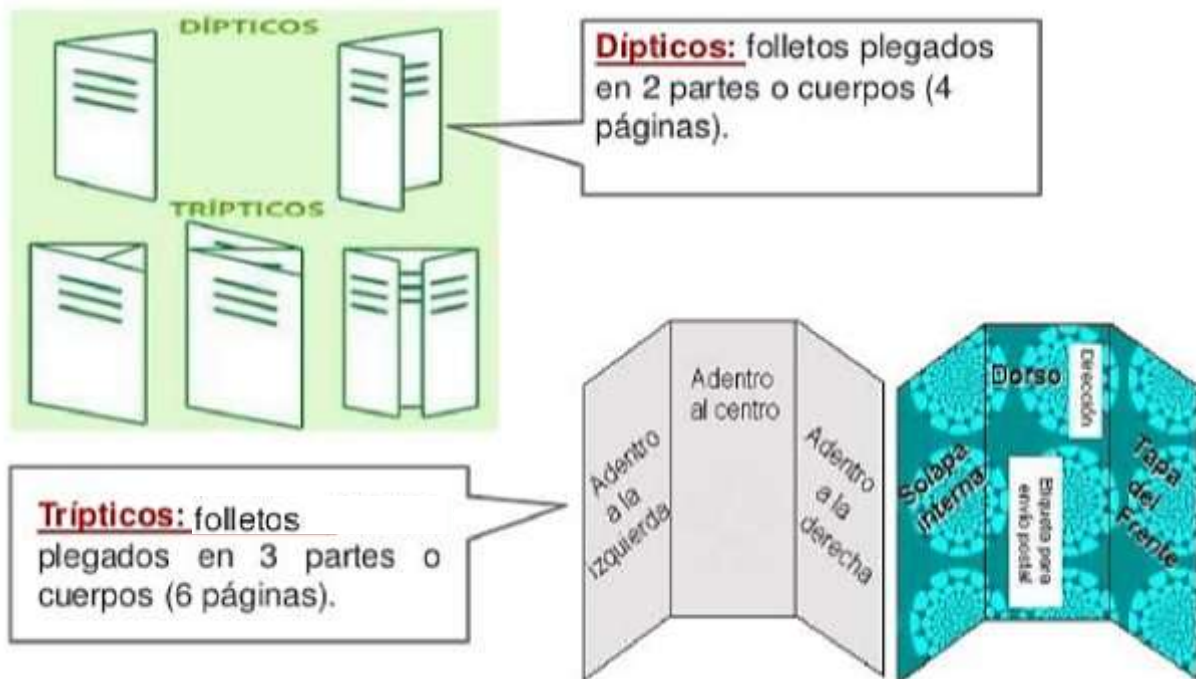 DÍPTICOS
Dípticos: folletos plegados
en 2 partes o cuerpos (4
páginas).
TRÍPTICOS
Trípticos: folletos
plegados en 3 partes o
cuerpos (6 páginas).
Adentro
a la
izquierda
Adentro
al centro
Adentro
a la
derecha
Solapa
interna
Dorso
Dirección
Etiqueta para
envío postal
Tapa
del
Frente